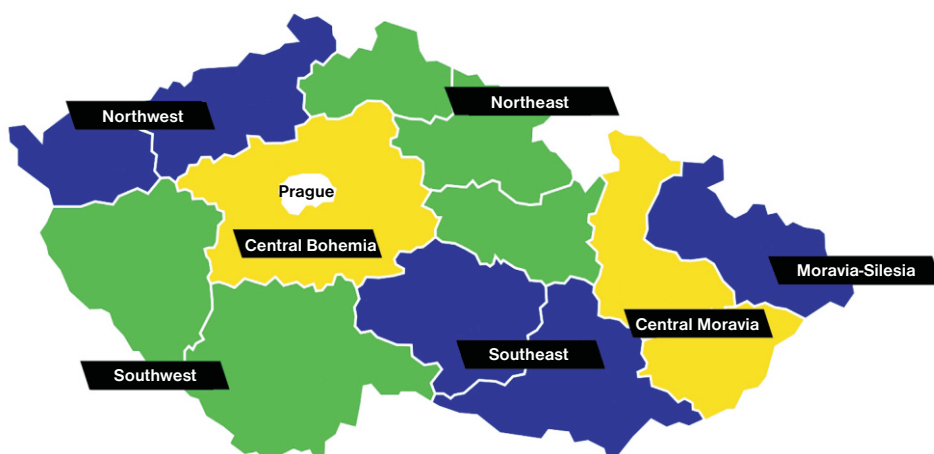 Northwest
Northeast
Prague
Central Bohemia
Moravia-Silesia
Central Moravia
Southeast
Southwest